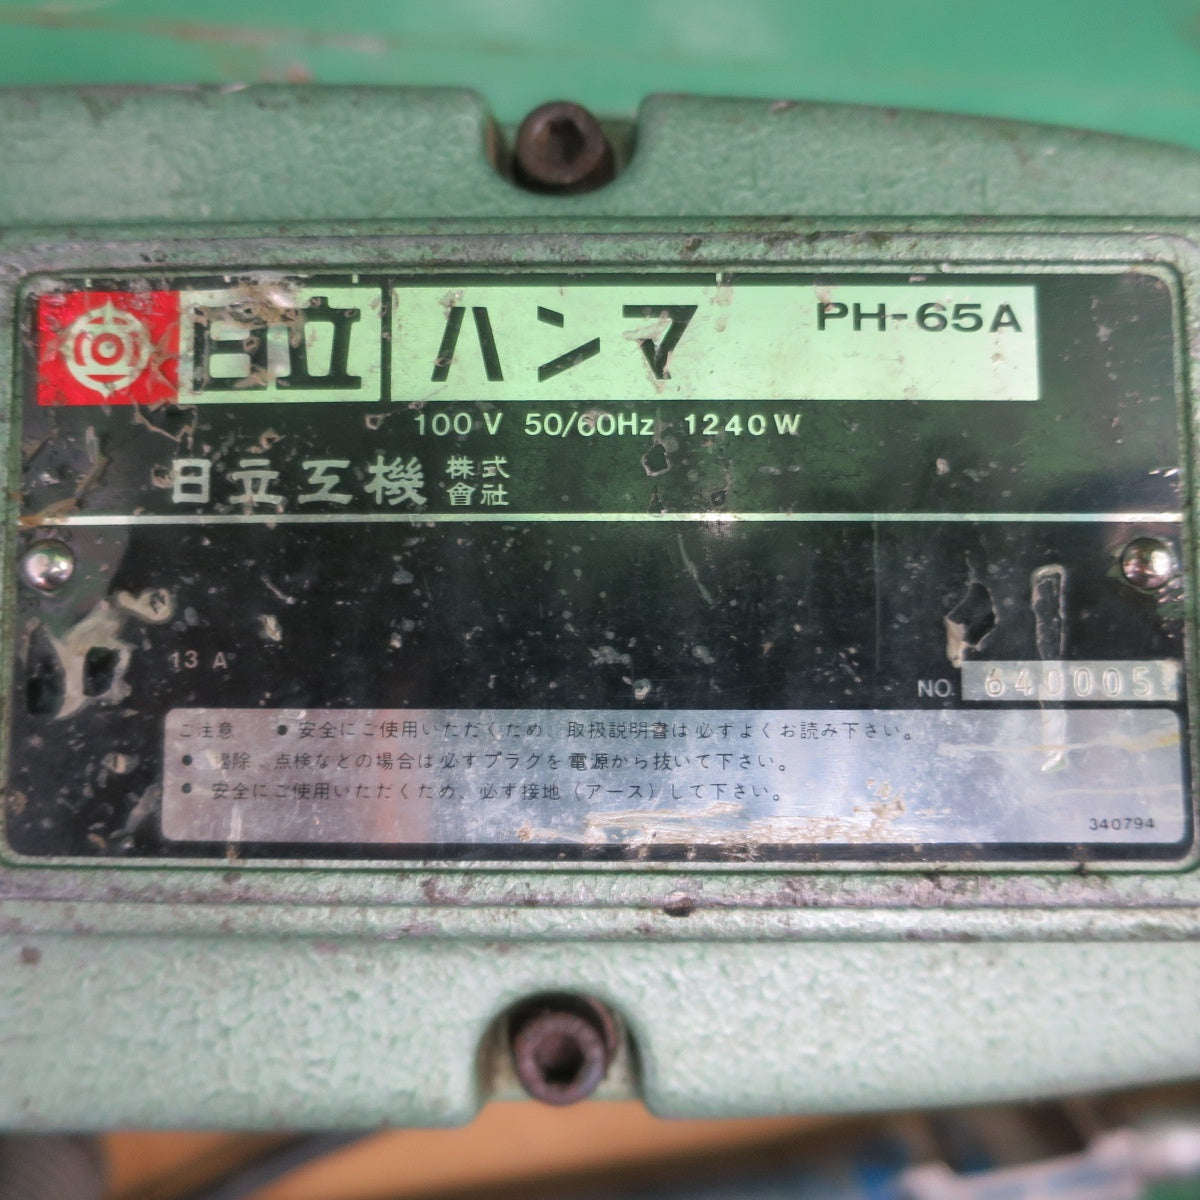 日立 ハンマ PH-65A
100V 50/60Hz 1240W
日立工機 株式會社
13 A
NO. 640005
ご注意 ●安全にご使用いただくため、取扱説明書は必ずよくお読み下さい。
● 掃除、点検などの場合は必ずプラグを電源から抜いて下さい。
● 安全にご使用いただくため、必ず接地（アース）して下さい。
340794